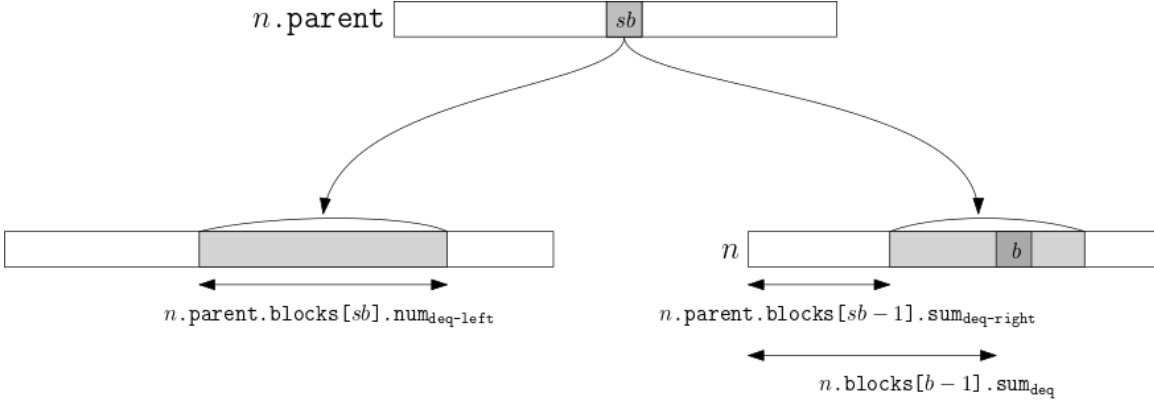 n.parent
sb
n
b
n.parent.blocks[sb].num_deq-left
n.parent.blocks[sb − 1].sum_deq-right
n.blocks[b − 1].sum_deq